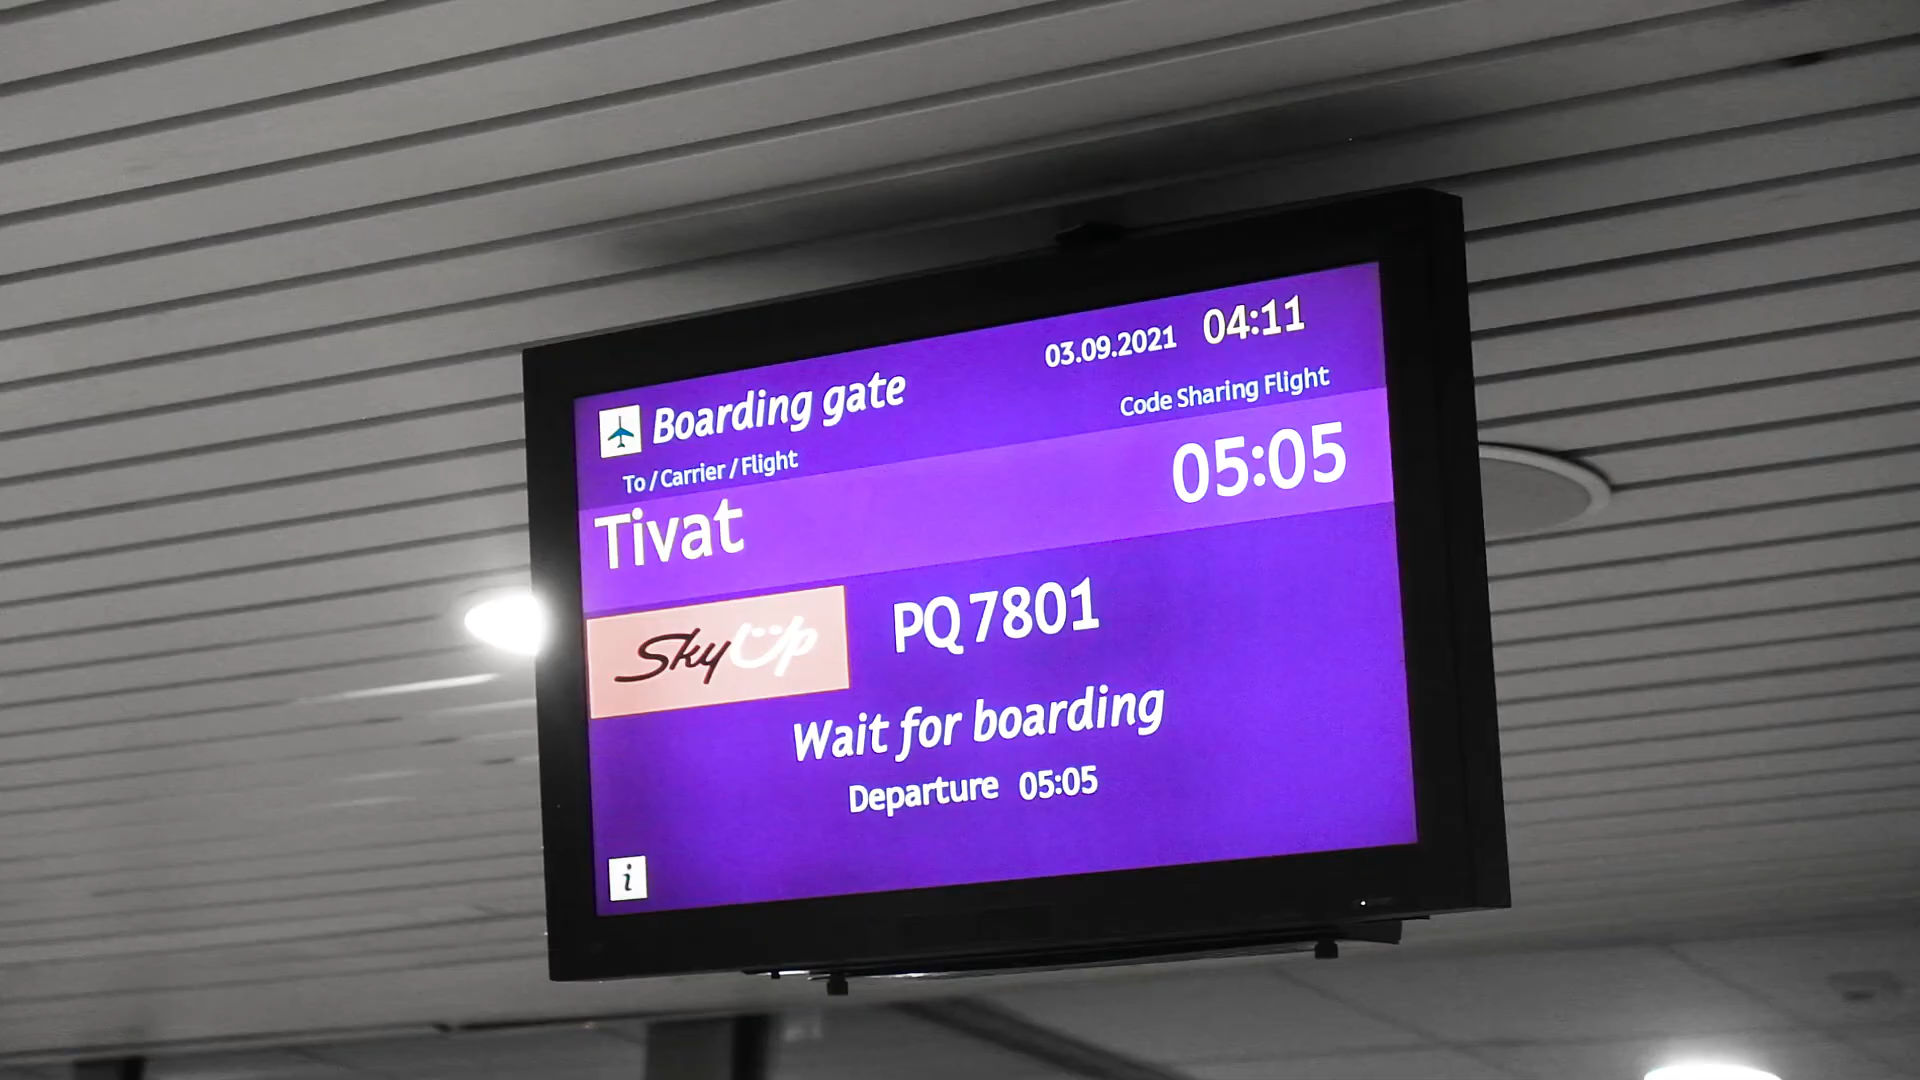 Boarding gate 03.09.2021 04:11
To / Carrier / Flight Code Sharing Flight
Tivat 05:05
SkyUp PQ 7801
Wait for boarding
Departure 05:05
i